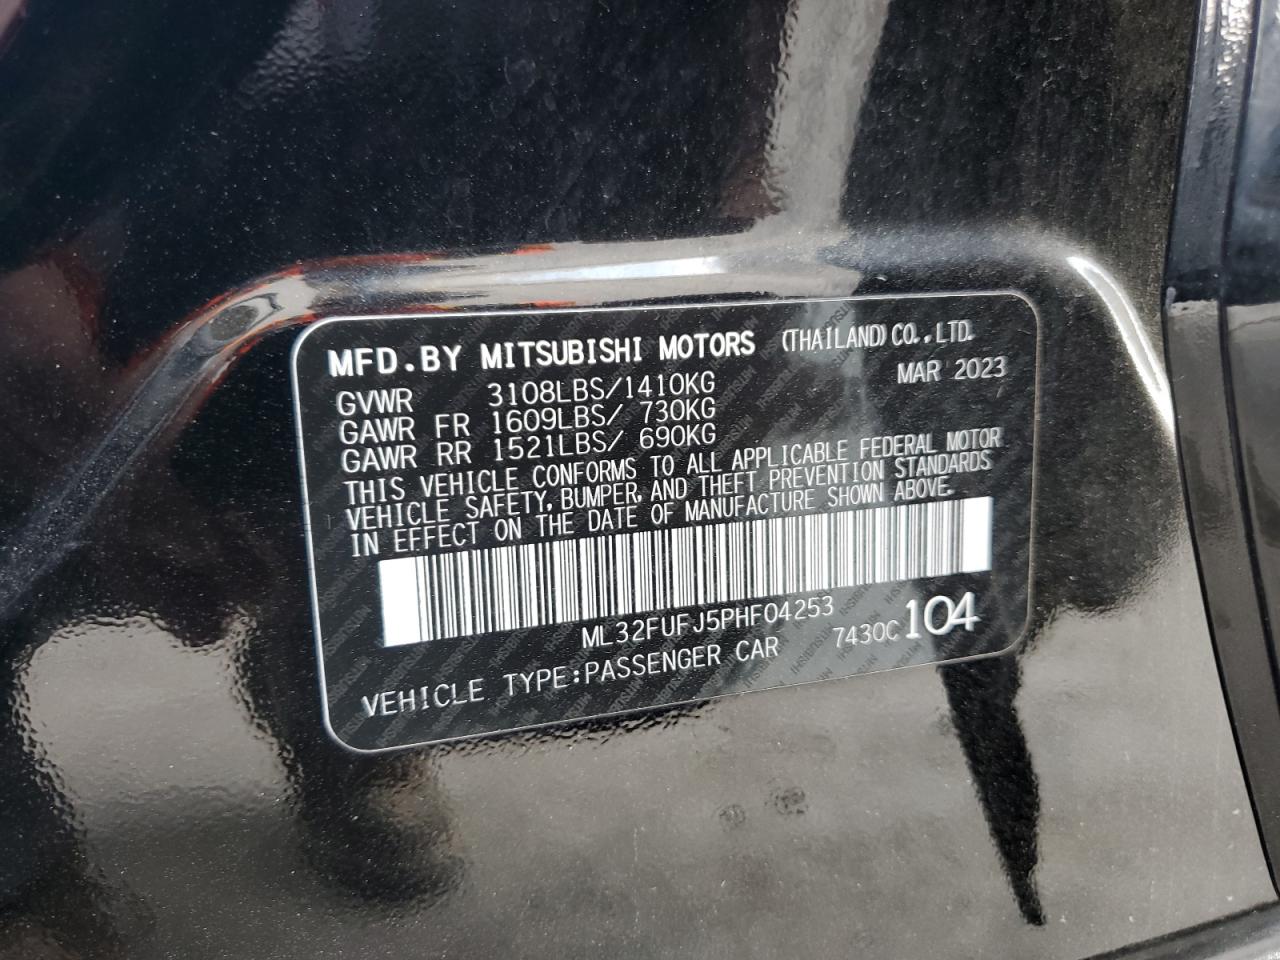 MFD.BY MITSUBISHI MOTORS (THAILAND)CO.,LTD.
GVWR 3108LBS/1410KG MAR 2023
GAWR FR 1609LBS/ 730KG
GAWR RR 1521LBS/ 690KG
THIS VEHICLE CONFORMS TO ALL APPLICABLE FEDERAL MOTOR
VEHICLE SAFETY, BUMPER, AND THEFT PREVENTION STANDARDS
IN EFFECT ON THE DATE OF MANUFACTURE SHOWN ABOVE.
ML32FUFJ5PHF04253
VEHICLE TYPE:PASSENGER CAR 7430C 104